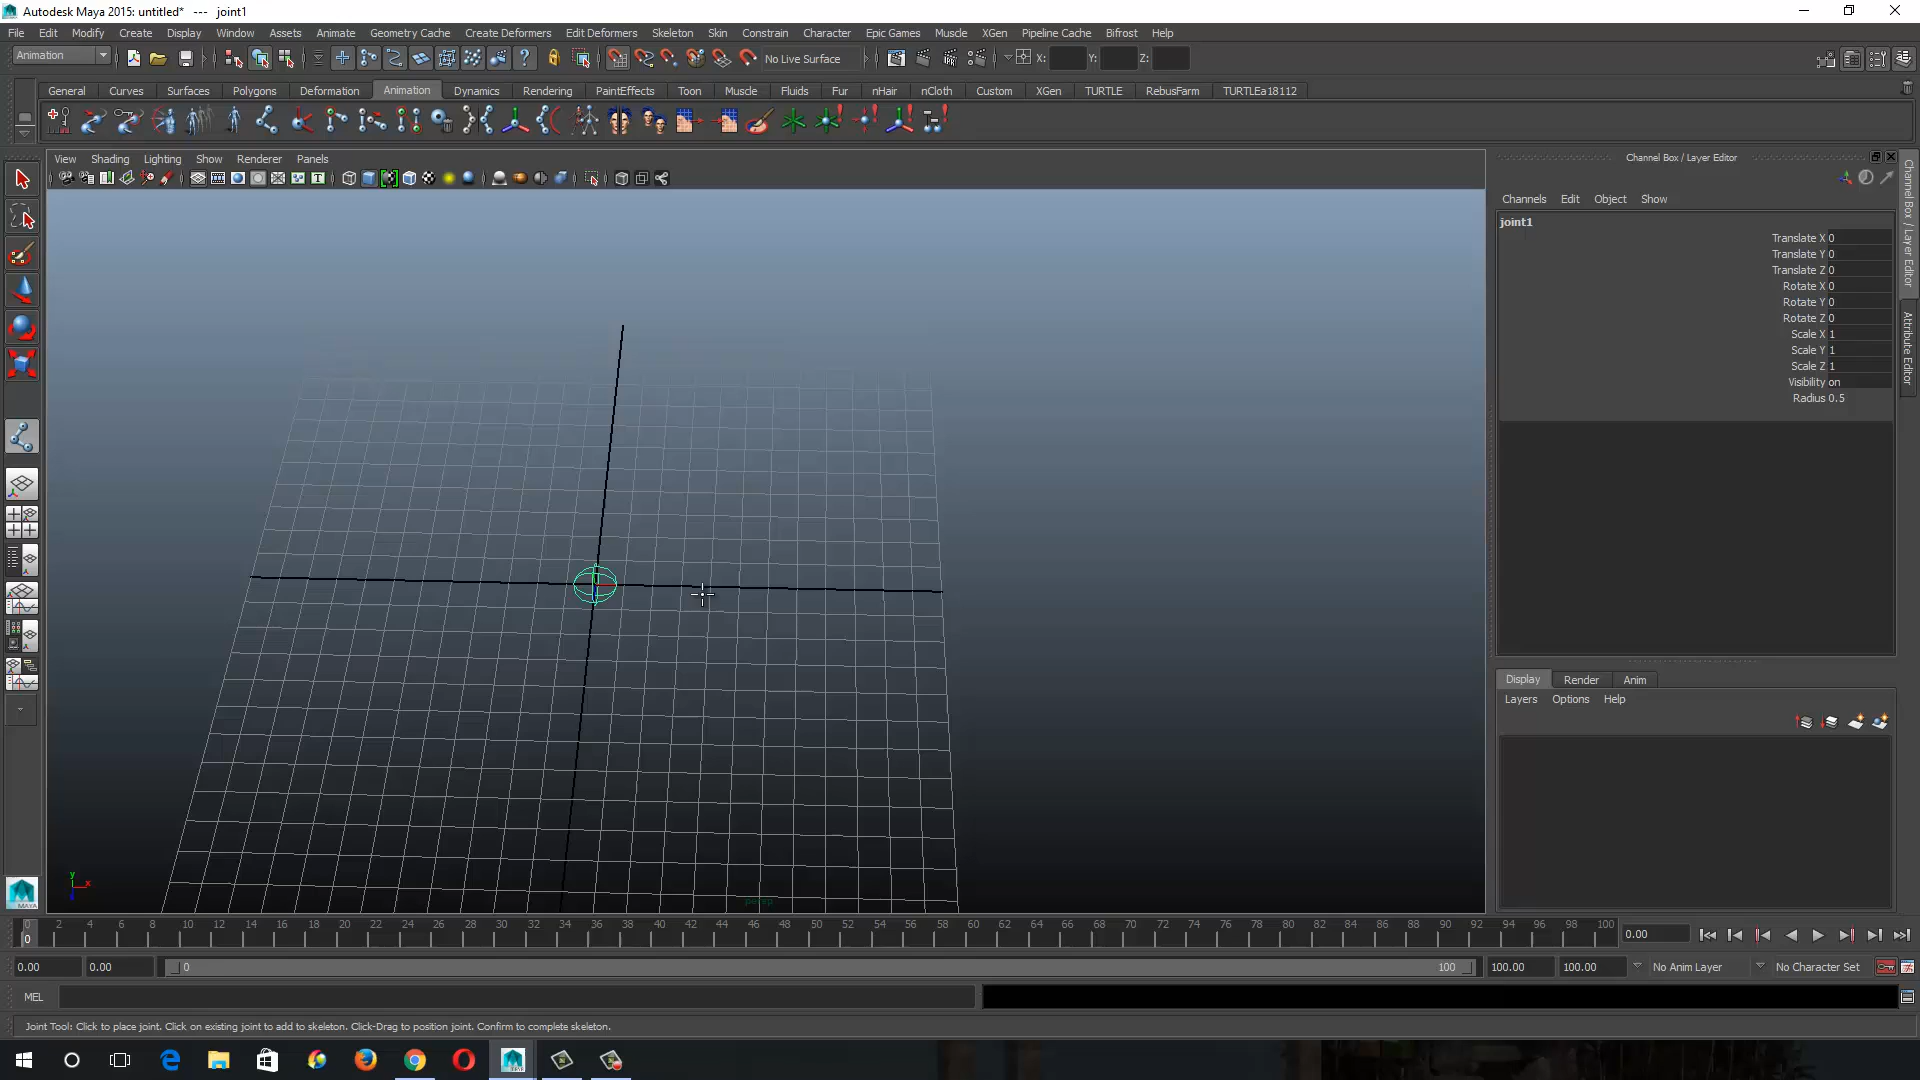 Autodesk Maya 2015: untitled* --- joint1
File Edit Modify Create Display Window Assets Animate Geometry Cache Create Deformers Edit Deformers Skeleton Skin Constrain Character Epic Games Muscle XGen Pipeline Cache Bifrost Help
Animation No Live Surface X: Y: Z:
General Curves Surfaces Polygons Deformation Animation Dynamics Rendering PaintEffects Toon Muscle Fluids Fur nHair nCloth Custom XGen TURTLE RebusFarm TURTLEa18112
View Shading Lighting Show Renderer Panels
Channel Box / Layer Editor
Channels Edit Object Show
joint1
Translate X 0
Translate Y 0
Translate Z 0
Rotate X 0
Rotate Y 0
Rotate Z 0
Scale X 1
Scale Y 1
Scale Z 1
Visibility on
Radius 0.5
Channel Box / Layer Editor
Attribute Editor
Display Render Anim
Layers Options Help
y
x
persp
MAYA
0 2 4 6 8 10 12 14 16 18 20 22 24 26 28 30 32 34 36 38 40 42 44 46 48 50 52 54 56 58 60 62 64 66 68 70 72 74 76 78 80 82 84 86 88 90 92 94 96 98 100
0 0.00
0.00 0.00 0 100 100.00 100.00 No Anim Layer No Character Set
MEL
Joint Tool: Click to place joint. Click on existing joint to add to skeleton. Click-Drag to position joint. Confirm to complete skeleton.